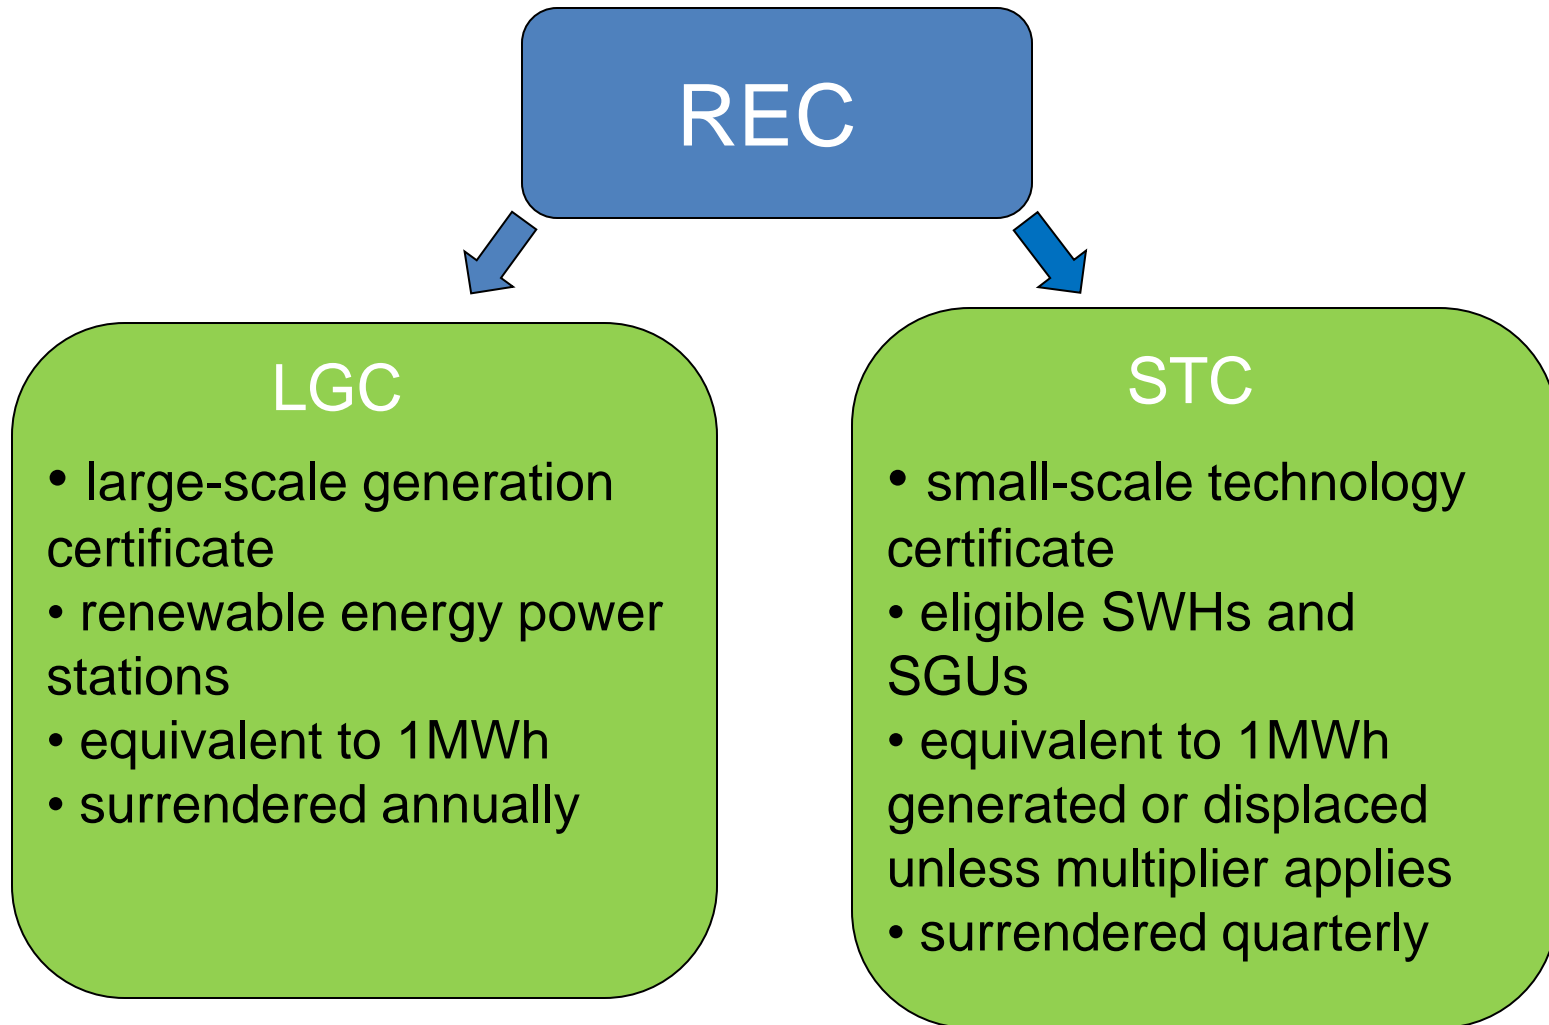 REC
LGC
• large-scale generation
certificate
• renewable energy power
stations
• equivalent to 1MWh
• surrendered annually
STC
• small-scale technology
certificate
• eligible SWHs and
SGUs
• equivalent to 1MWh
generated or displaced
unless multiplier applies
• surrendered quarterly